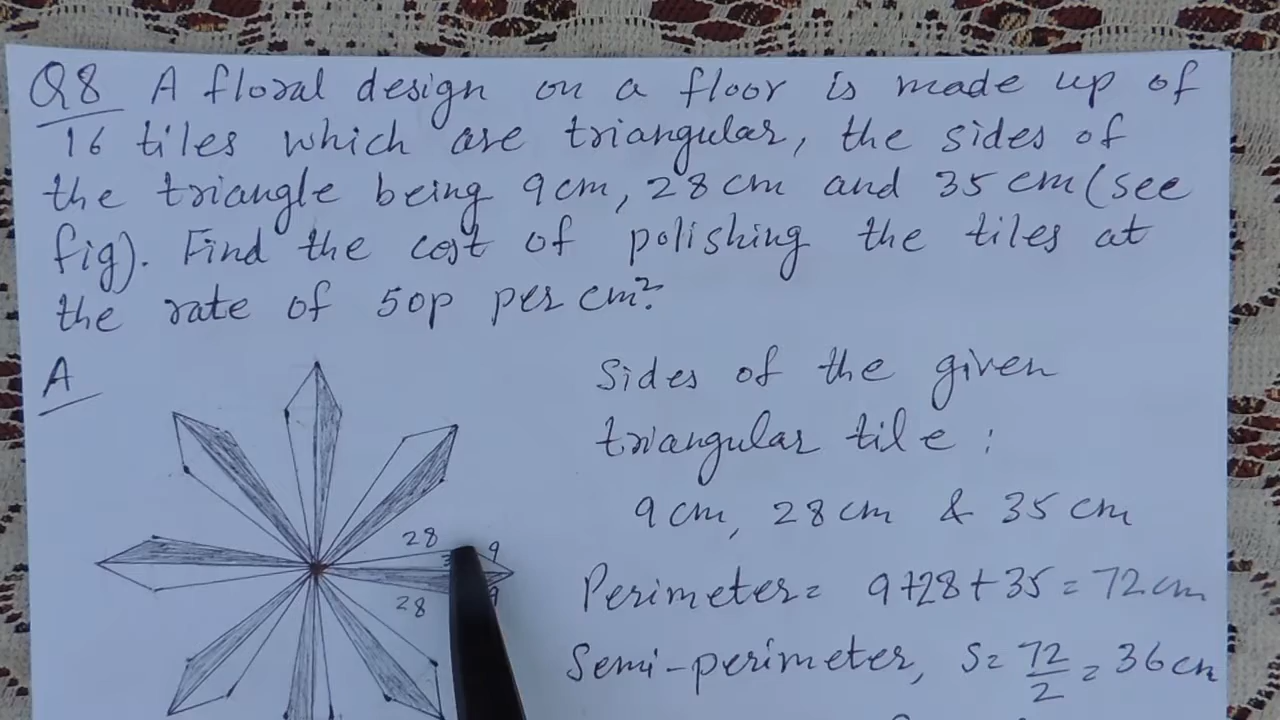 Q8 A floral design on a floor is made up of
16 tiles which are triangular, the sides of
the triangle being 9cm, 28cm and 35cm (see
fig). Find the cost of polishing the tiles at
the rate of 50p per cm².
A
Sides of the given
triangular tile :
9cm, 28cm & 35cm
28
9
28
9
Perimeter = 9+28+35 = 72cm
Semi-perimeter, S = 72/2 = 36cm